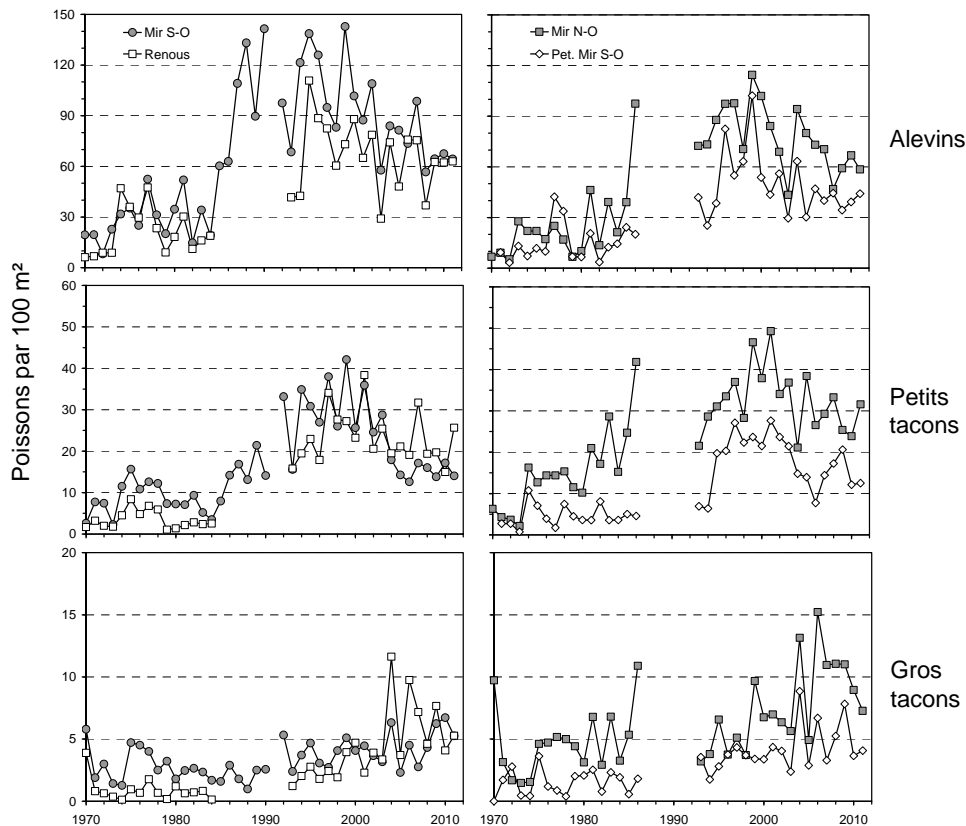 Poissons par 100 m²
150
120
90
60
30
0
Mir S-O
Renous
Mir N-O
Pet. Mir S-O
Alevins
60
50
40
30
20
10
0
Petits
tacons
20
15
10
5
0
Gros
tacons
1970 1980 1990 2000 2010
1970 1980 1990 2000 2010